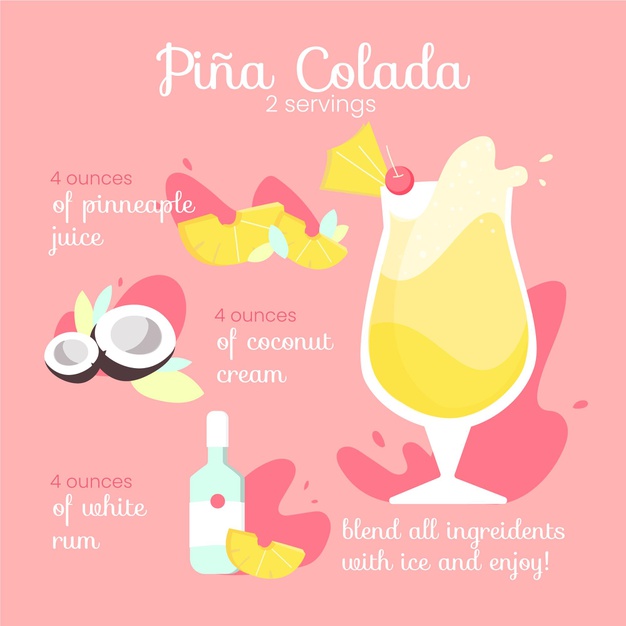 Piña Colada
2 servings
4 ounces
of pinneaple
juice
4 ounces
of coconut
cream
4 ounces
of white
rum
blend all ingreidents
with ice and enjoy!